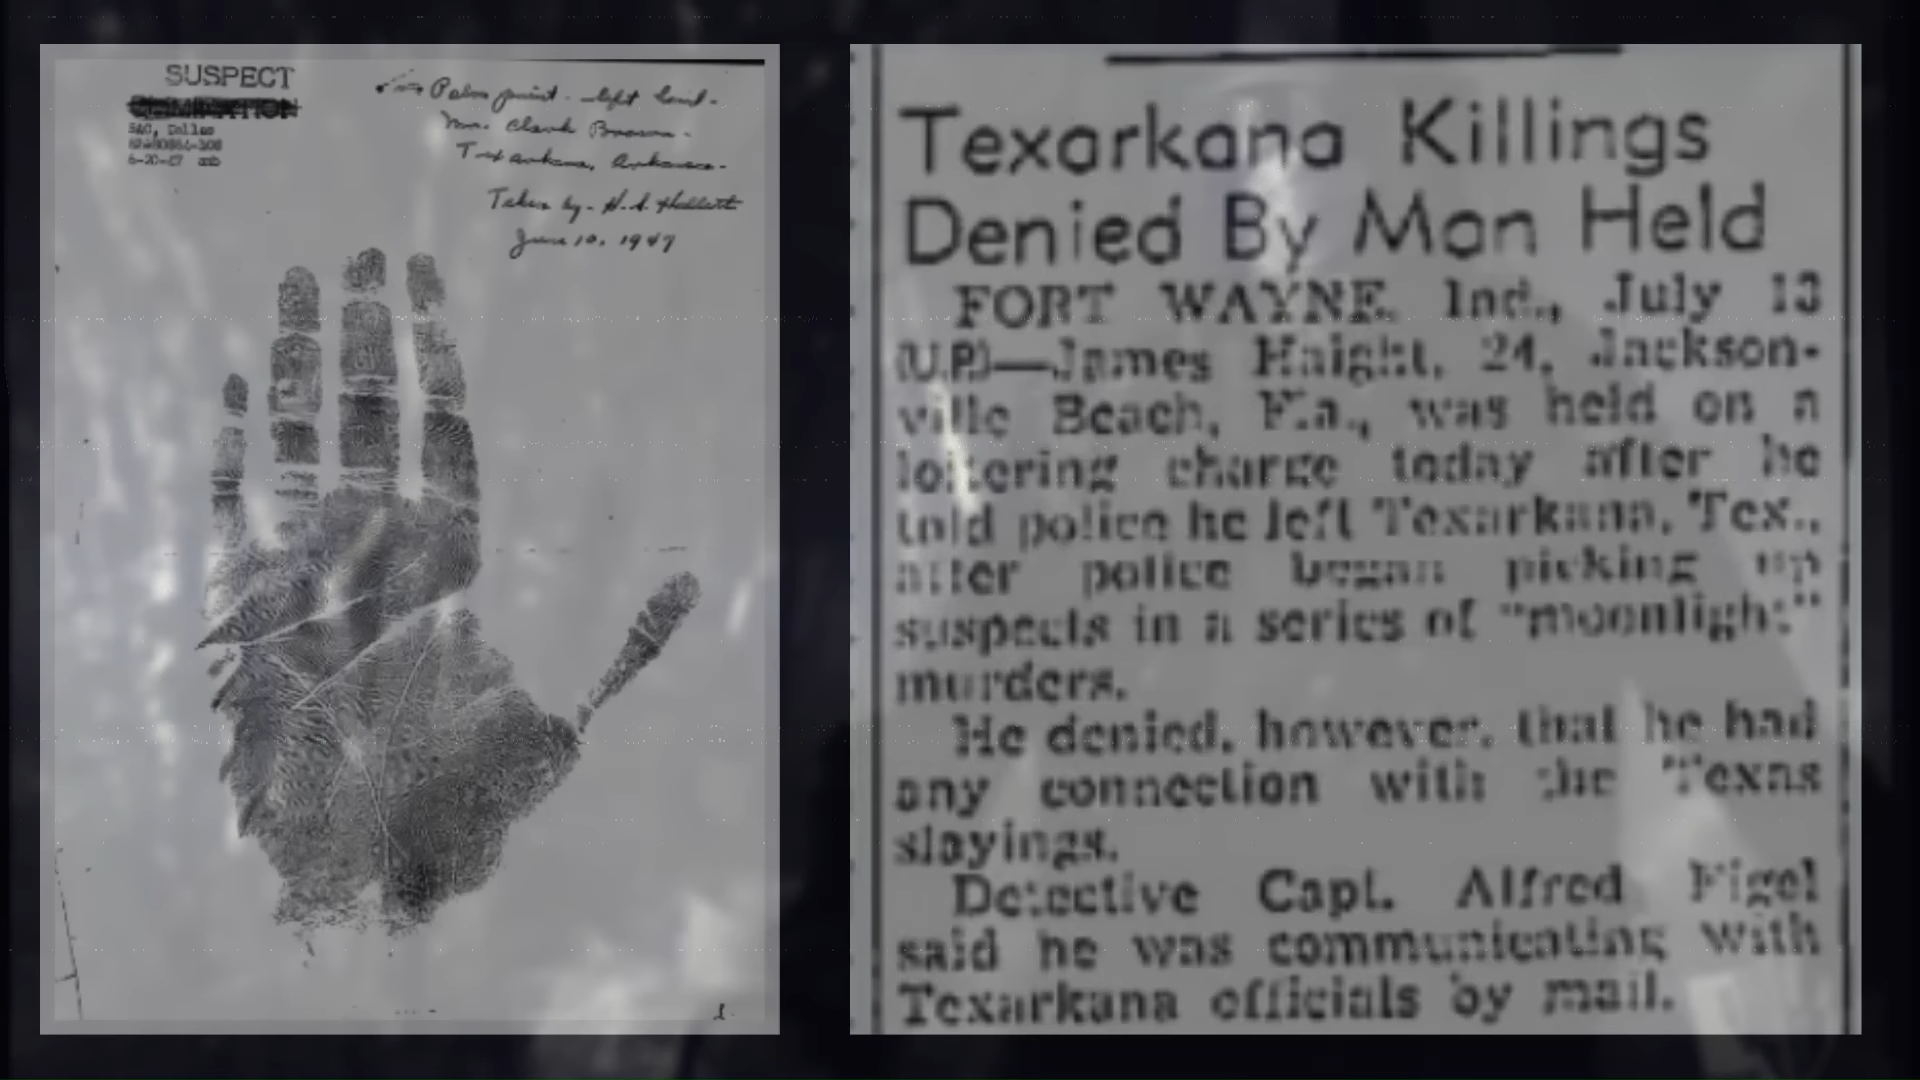 SUSPECT
SAC, Dallas
Palm print - left hand -
Mr. Clark Brown -
Texarkana, Arkansas -
Taken by - H. S.
June 10, 1947
Texarkana Killings
Denied By Man Held
FORT WAYNE, Ind., July 13
(U.P.)—James Haight, 24, Jackson-
ville Beach, Fla., was held on a
loitering charge today after he
told police he left Texarkana, Tex.,
after police began picking up
suspects in a series of "moonlight"
murders.
He denied, however, that he had
any connection with the Texas
slayings.
Detective Capt. Alfred Figel
said he was communicating with
Texarkana officials by mail.